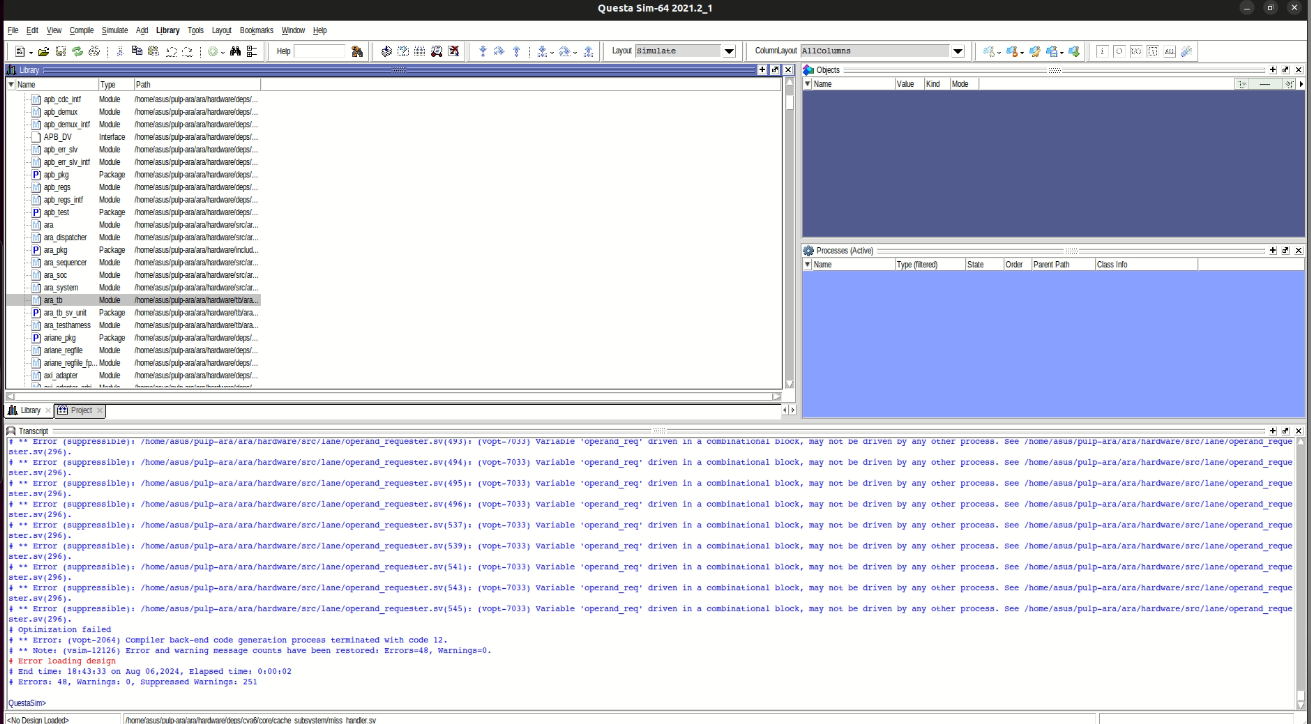 Questa Sim-64 2021.2_1
File Edit View Compile Simulate Add Library Tools Layout Bookmarks Window Help
Help Layout Simulate ColumnLayout AllColumns
Library
Name Type Path
apb_cdc_intf Module /home/asus/pulp-ara/ara/hardware/deps/...
apb_demux Module /home/asus/pulp-ara/ara/hardware/deps/...
apb_demux_intf Module /home/asus/pulp-ara/ara/hardware/deps/...
APB_DV Interface /home/asus/pulp-ara/ara/hardware/deps/...
apb_err_slv Module /home/asus/pulp-ara/ara/hardware/deps/...
apb_err_slv_intf Module /home/asus/pulp-ara/ara/hardware/deps/...
apb_pkg Package /home/asus/pulp-ara/ara/hardware/deps/...
apb_regs Module /home/asus/pulp-ara/ara/hardware/deps/...
apb_regs_intf Module /home/asus/pulp-ara/ara/hardware/deps/...
apb_test Package /home/asus/pulp-ara/ara/hardware/deps/...
ara Module /home/asus/pulp-ara/ara/hardware/src/ar...
ara_dispatcher Module /home/asus/pulp-ara/ara/hardware/src/ar...
ara_pkg Package /home/asus/pulp-ara/ara/hardware/includ...
ara_sequencer Module /home/asus/pulp-ara/ara/hardware/src/ar...
ara_soc Module /home/asus/pulp-ara/ara/hardware/src/ar...
ara_system Module /home/asus/pulp-ara/ara/hardware/src/ar...
ara_tb Module /home/asus/pulp-ara/ara/hardware/tb/ara...
ara_tb_sv_unit Package /home/asus/pulp-ara/ara/hardware/tb/ara...
ara_testharness Module /home/asus/pulp-ara/ara/hardware/tb/ara...
ariane_pkg Package /home/asus/pulp-ara/ara/hardware/deps/...
ariane_regfile Module /home/asus/pulp-ara/ara/hardware/deps/...
ariane_regfile_fp... Module /home/asus/pulp-ara/ara/hardware/deps/...
axi_adapter Module /home/asus/pulp-ara/ara/hardware/deps/...
Library Project
Objects
Name Value Kind Mode
Processes (Active)
Name Type (filtered) State Order Parent Path Class Info
Transcript
# ** Error (suppressible): /home/asus/pulp-ara/ara/hardware/src/lane/operand_requester.sv(493): (vopt-7033) Variable 'operand_req' driven in a combinational block, may not be driven by any other process. See /home/asus/pulp-ara/ara/hardware/src/lane/operand_reque
ster.sv(296).
# ** Error (suppressible): /home/asus/pulp-ara/ara/hardware/src/lane/operand_requester.sv(494): (vopt-7033) Variable 'operand_req' driven in a combinational block, may not be driven by any other process. See /home/asus/pulp-ara/ara/hardware/src/lane/operand_reque
ster.sv(296).
# ** Error (suppressible): /home/asus/pulp-ara/ara/hardware/src/lane/operand_requester.sv(495): (vopt-7033) Variable 'operand_req' driven in a combinational block, may not be driven by any other process. See /home/asus/pulp-ara/ara/hardware/src/lane/operand_reque
ster.sv(296).
# ** Error (suppressible): /home/asus/pulp-ara/ara/hardware/src/lane/operand_requester.sv(496): (vopt-7033) Variable 'operand_req' driven in a combinational block, may not be driven by any other process. See /home/asus/pulp-ara/ara/hardware/src/lane/operand_reque
ster.sv(296).
# ** Error (suppressible): /home/asus/pulp-ara/ara/hardware/src/lane/operand_requester.sv(537): (vopt-7033) Variable 'operand_req' driven in a combinational block, may not be driven by any other process. See /home/asus/pulp-ara/ara/hardware/src/lane/operand_reque
ster.sv(296).
# ** Error (suppressible): /home/asus/pulp-ara/ara/hardware/src/lane/operand_requester.sv(539): (vopt-7033) Variable 'operand_req' driven in a combinational block, may not be driven by any other process. See /home/asus/pulp-ara/ara/hardware/src/lane/operand_reque
ster.sv(296).
# ** Error (suppressible): /home/asus/pulp-ara/ara/hardware/src/lane/operand_requester.sv(541): (vopt-7033) Variable 'operand_req' driven in a combinational block, may not be driven by any other process. See /home/asus/pulp-ara/ara/hardware/src/lane/operand_reque
ster.sv(296).
# ** Error (suppressible): /home/asus/pulp-ara/ara/hardware/src/lane/operand_requester.sv(543): (vopt-7033) Variable 'operand_req' driven in a combinational block, may not be driven by any other process. See /home/asus/pulp-ara/ara/hardware/src/lane/operand_reque
ster.sv(296).
# ** Error (suppressible): /home/asus/pulp-ara/ara/hardware/src/lane/operand_requester.sv(545): (vopt-7033) Variable 'operand_req' driven in a combinational block, may not be driven by any other process. See /home/asus/pulp-ara/ara/hardware/src/lane/operand_reque
ster.sv(296).
# Optimization failed
# ** Error: (vopt-2064) Compiler back-end code generation process terminated with code 12.
# ** Note: (vsim-12126) Error and warning message counts have been restored: Errors=48, Warnings=0.
# Error loading design
# End time: 18:43:33 on Aug 06,2024, Elapsed time: 0:00:02
# Errors: 48, Warnings: 0, Suppressed Warnings: 251
QuestaSim>
<No Design Loaded> /home/asus/pulp-ara/ara/hardware/deps/cva6/core/cache_subsystem/miss_handler.sv